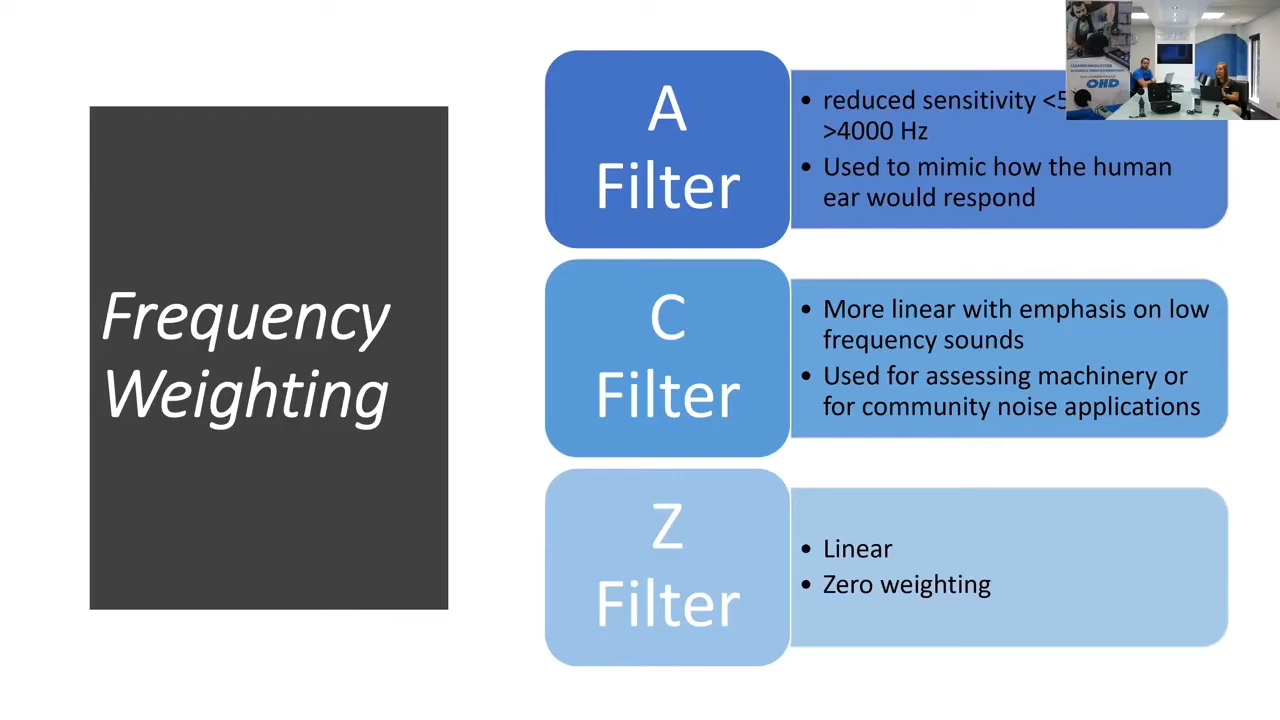 Frequency
Weighting
A
Filter
• reduced sensitivity
>4000 Hz
• Used to mimic how the human
ear would respond
C
Filter
• More linear with emphasis on low
frequency sounds
• Used for assessing machinery or
for community noise applications
Z
Filter
• Linear
• Zero weighting
OHD